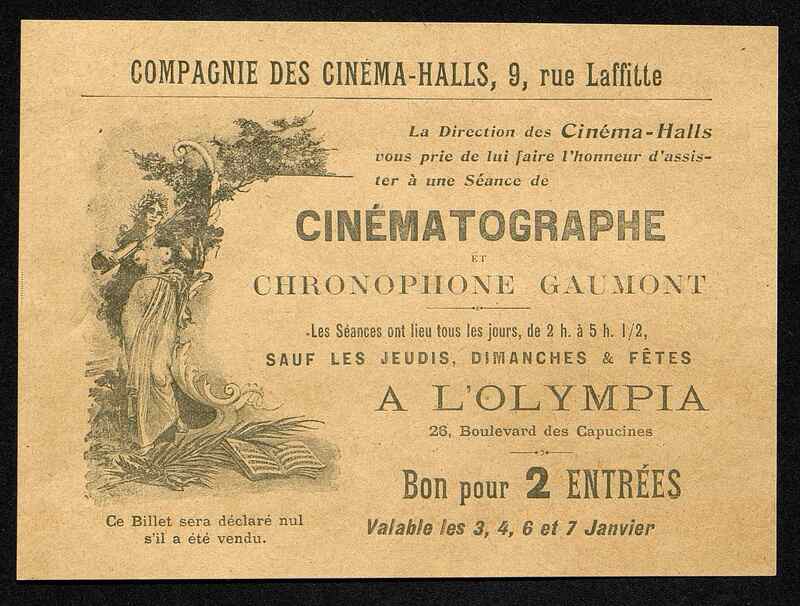 COMPAGNIE DES CINÉMA-HALLS, 9, rue Laffitte
La Direction des Cinéma-Halls
vous prie de lui faire l'honneur d'assis-
ter à une Séance de
CINÉMATOGRAPHE
ET
CHRONOPHONE GAUMONT
Les Séances ont lieu tous les jours, de 2 h. à 5 h. 1/2,
SAUF LES JEUDIS, DIMANCHES & FÊTES
A L'OLYMPIA
26, Boulevard des Capucines
Bon pour 2 ENTRÉES
Valable les 3, 4, 6 et 7 Janvier
Ce Billet sera déclaré nul
s'il a été vendu.